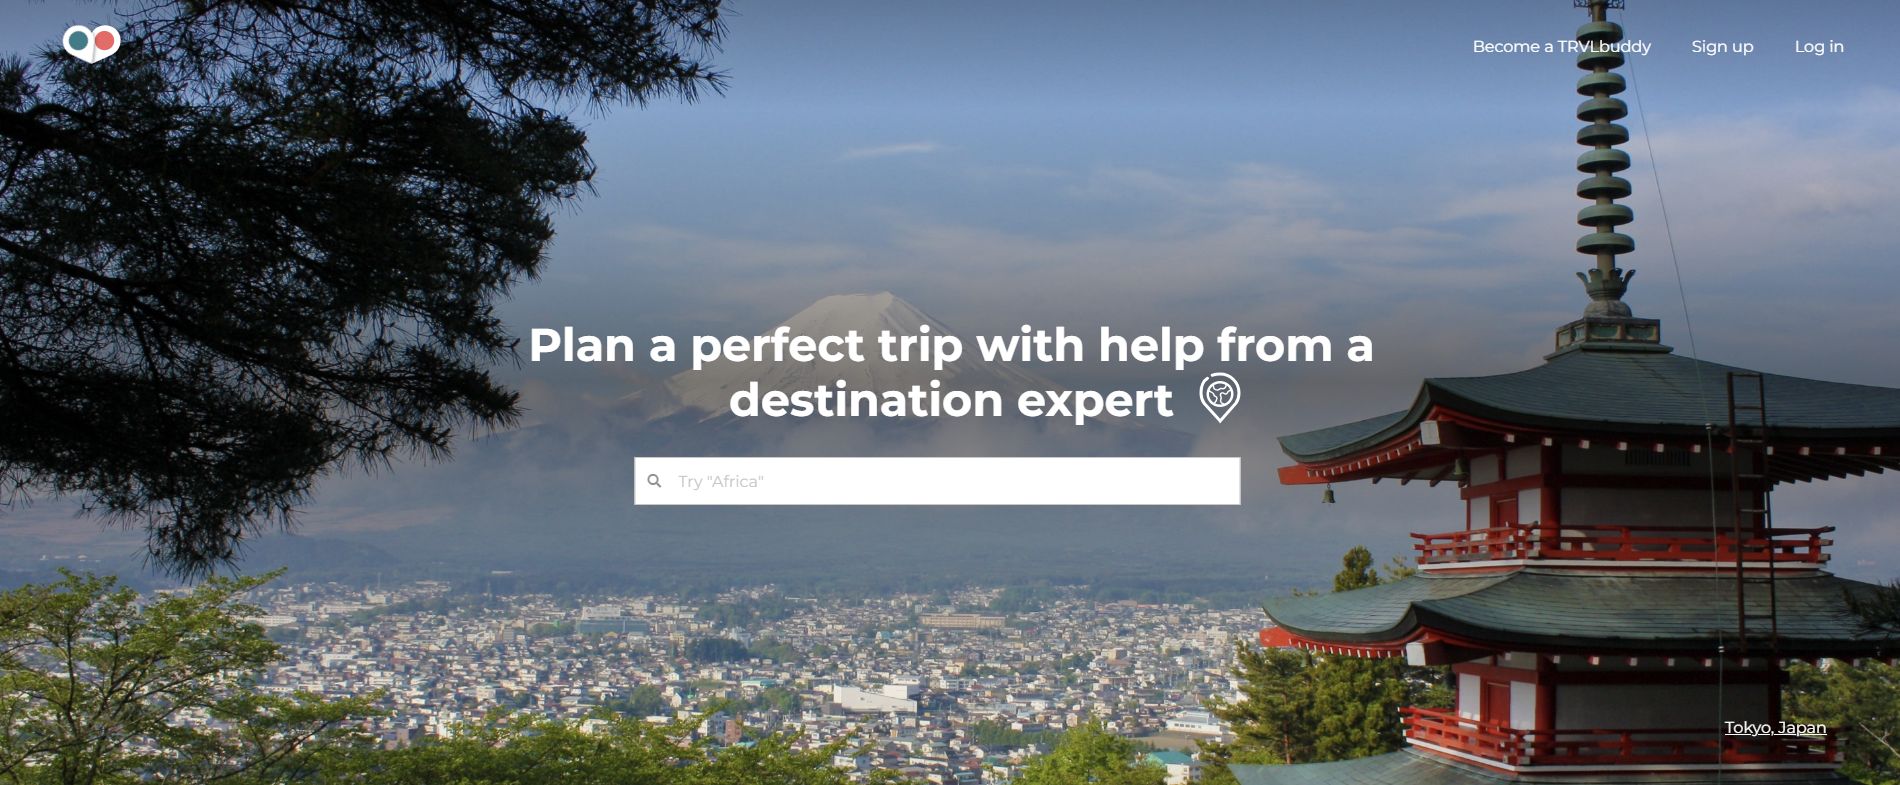 Become a TRVLbuddy
Sign up
Log in
Plan a perfect trip with help from a
destination expert
Try "Africa"
Tokyo, Japan